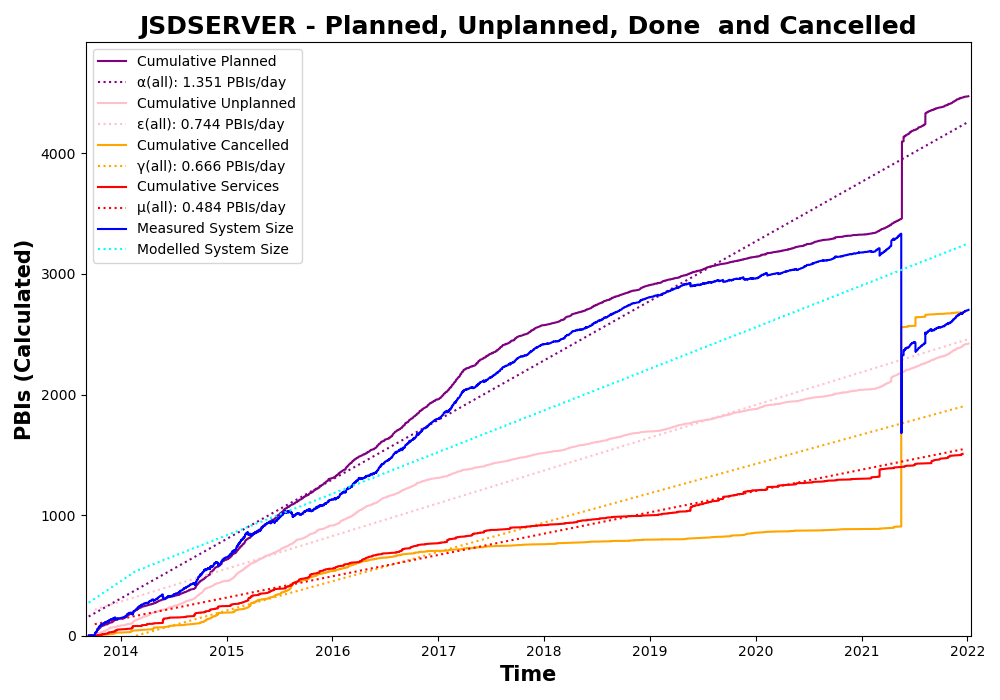 JSDSERVER - Planned, Unplanned, Done  and Cancelled
Cumulative Planned
α(all): 1.351 PBIs/day
Cumulative Unplanned
ε(all): 0.744 PBIs/day
Cumulative Cancelled
γ(all): 0.666 PBIs/day
Cumulative Services
μ(all): 0.484 PBIs/day
Measured System Size
Modelled System Size
PBIs (Calculated)
4000
3000
2000
1000
0
2014 2015 2016 2017 2018 2019 2020 2021 2022
Time